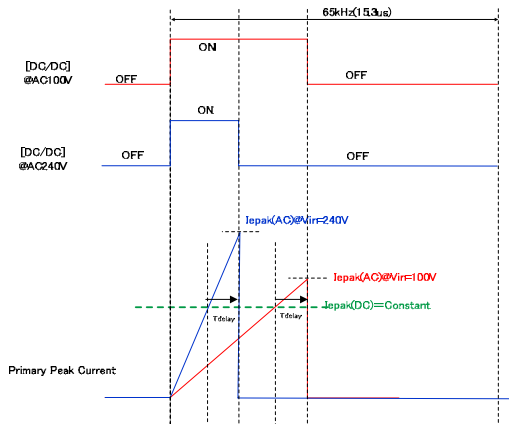 65kHz(15.3us)
[DC/DC]
@AC100V
OFF
ON
OFF
[DC/DC]
@AC240V
OFF
ON
OFF
Iepak(AC)@Vin=240V
Iepak(AC)@Vin=100V
Iepak(DC)=Constant
Tdelay
Tdelay
Primary Peak Current